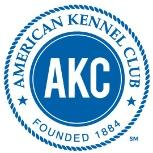 AMERICAN KENNEL CLUB
AKC
FOUNDED 1884
SM